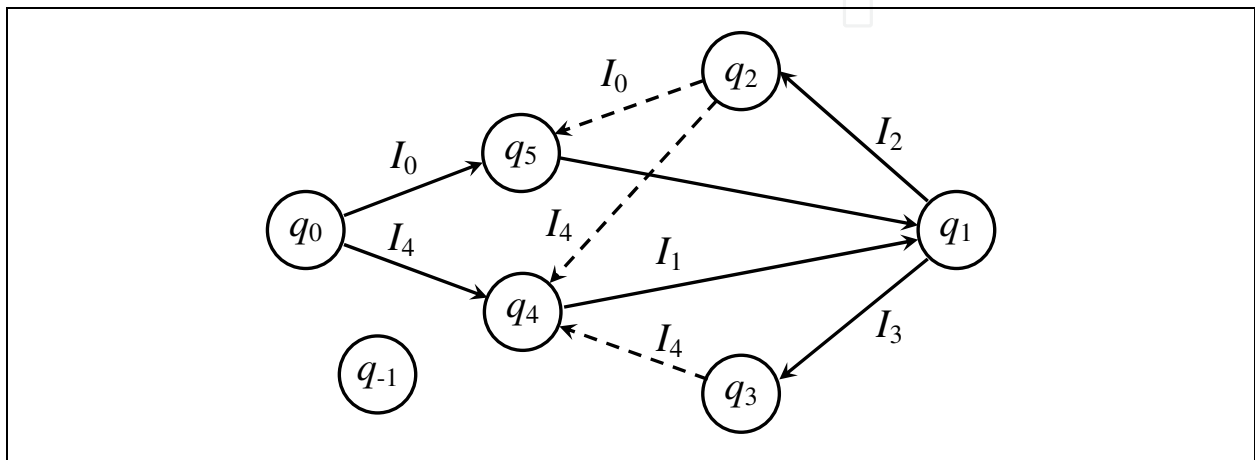 I₀
q₂
I₂
I₀
q₅
q₀
I₄
I₄
I₁
q₁
q₄
I₄
I₃
q₋₁
q₃